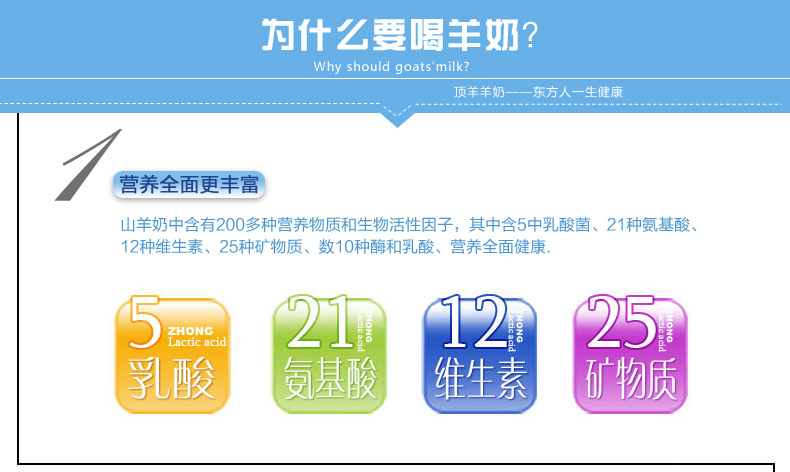 为什么要喝羊奶?
Why should goats'milk?
顶羊羊奶——东方人一生健康
1
营养全面更丰富
山羊奶中含有200多种营养物质和生物活性因子，其中含5中乳酸菌、21种氨基酸、
12种维生素、25种矿物质、数10种酶和乳酸、营养全面健康.
5 ZHONG
Lactic acid
乳酸
21 ZHONG
Lactic acid
氨基酸
12 ZHONG
Lactic acid
维生素
25 ZHONG
Lactic acid
矿物质